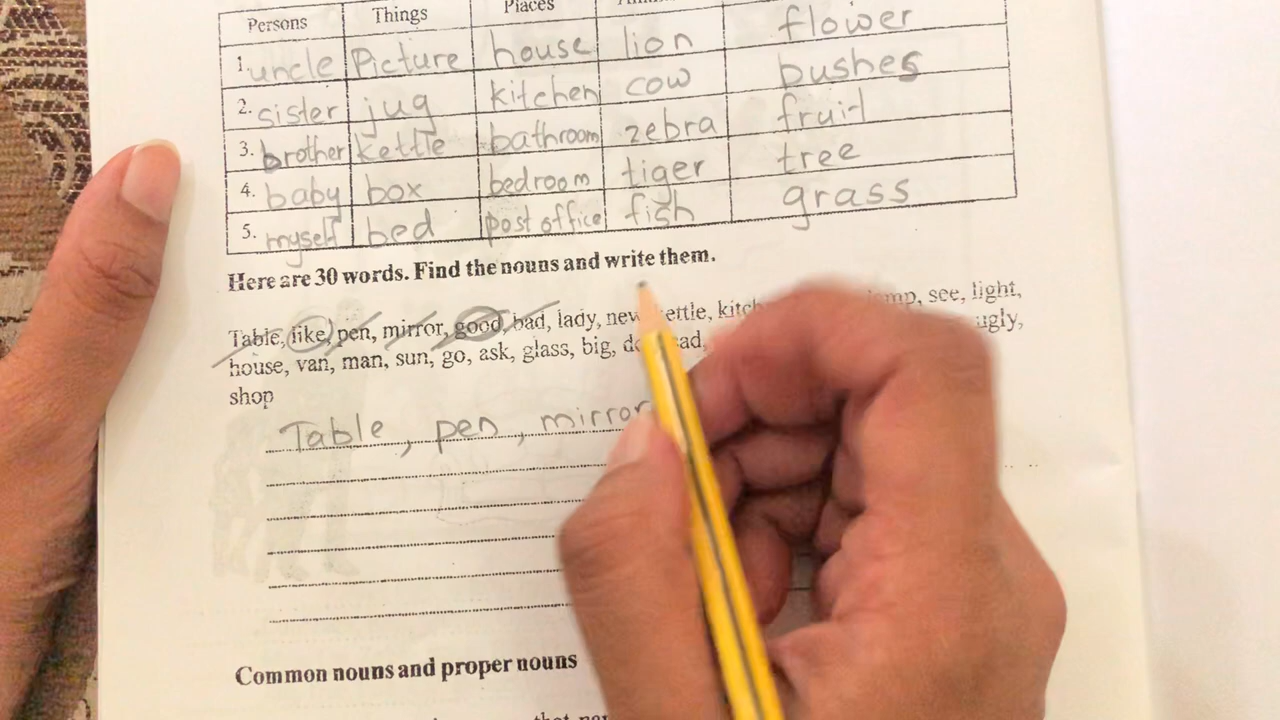 Persons Things Places
flower
1. uncle Picture house lion
bushes
2. sister jug kitchen cow
fruit
3. brother kettle bathroom zebra
tree
4. baby box bedroom tiger
grass
5. myself bed post office fish
Here are 30 words. Find the nouns and write them.
Table, like, pen, mirror, good, bad, lady, new see, light,
house, van, man, sun, go, ask, glass, big, ugly,
shop
Table, pen, mirror
Common nouns and proper nouns